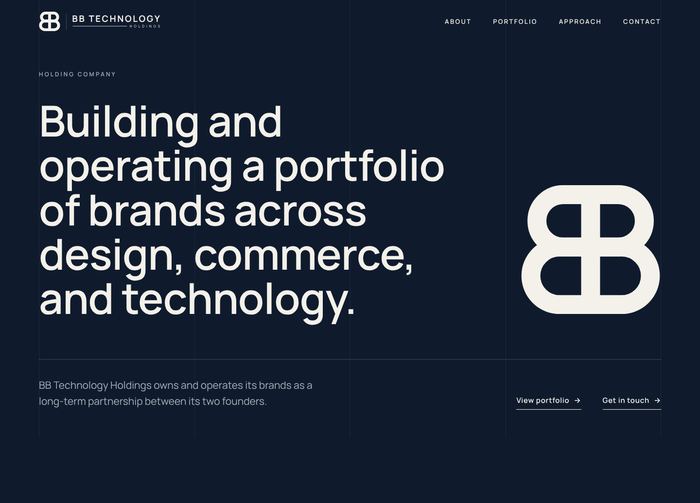 BB TECHNOLOGY
HOLDINGS
ABOUT PORTFOLIO APPROACH CONTACT
HOLDING COMPANY
Building and
operating a portfolio
of brands across
design, commerce,
and technology.
BB Technology Holdings owns and operates its brands as a
long-term partnership between its two founders.
View portfolio → Get in touch →